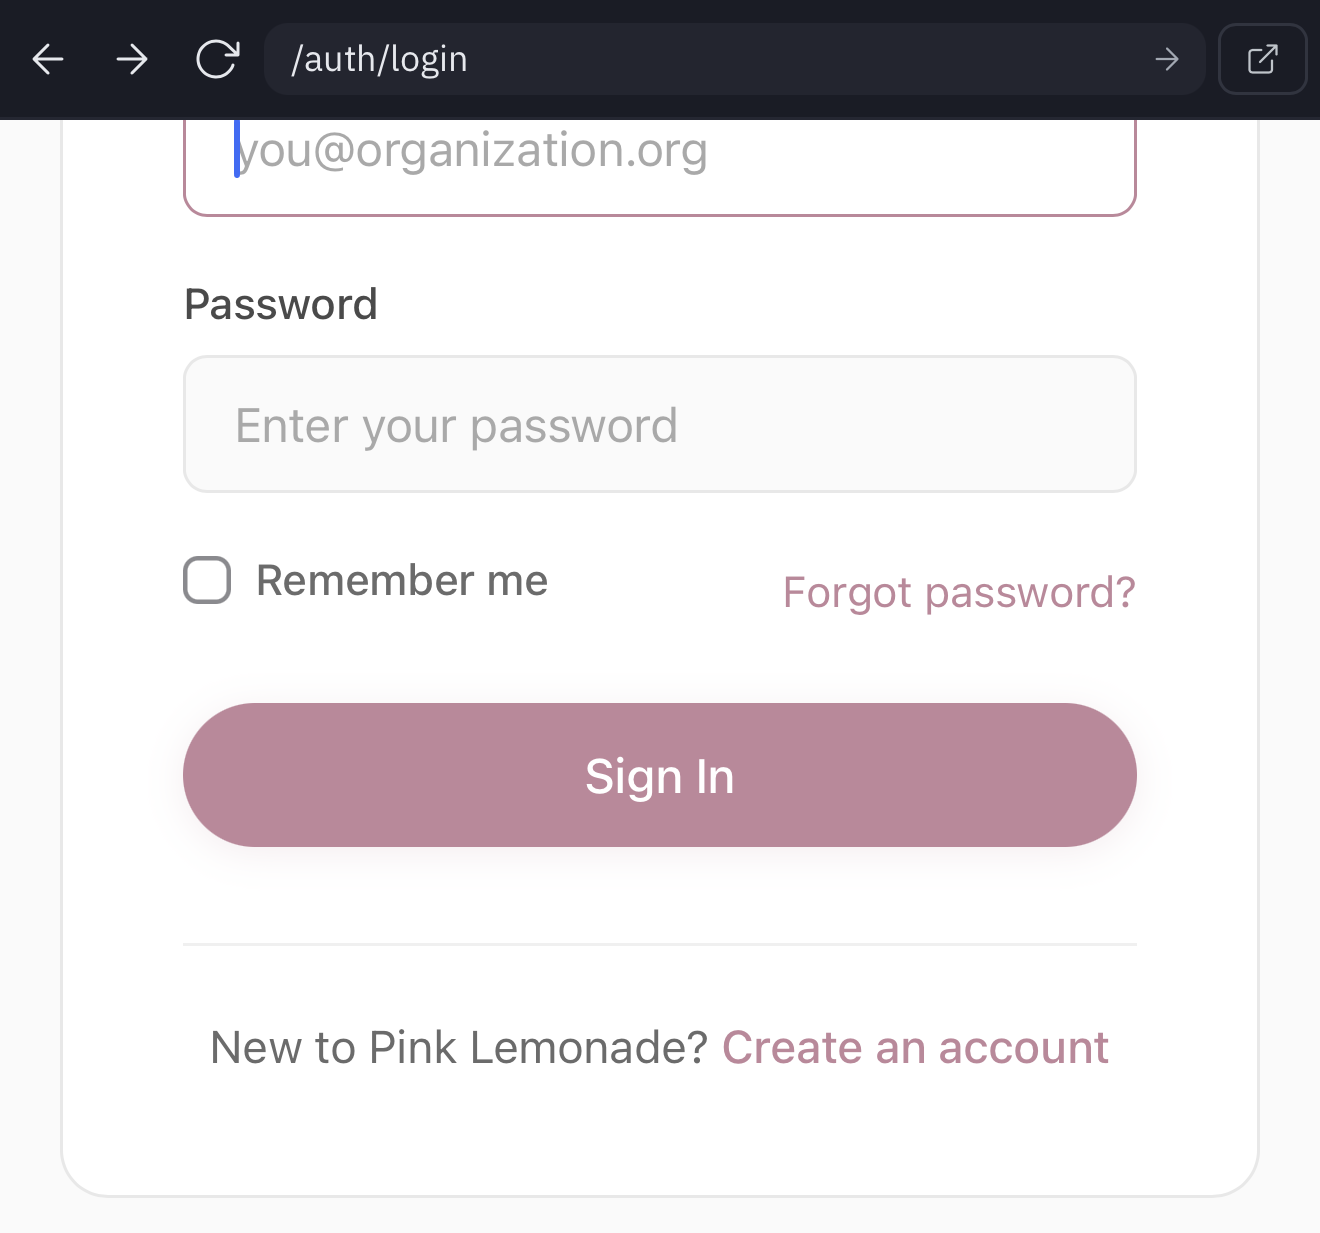 /auth/login
you@organization.org
Password
Enter your password
Remember me
Forgot password?
Sign In
New to Pink Lemonade? Create an account